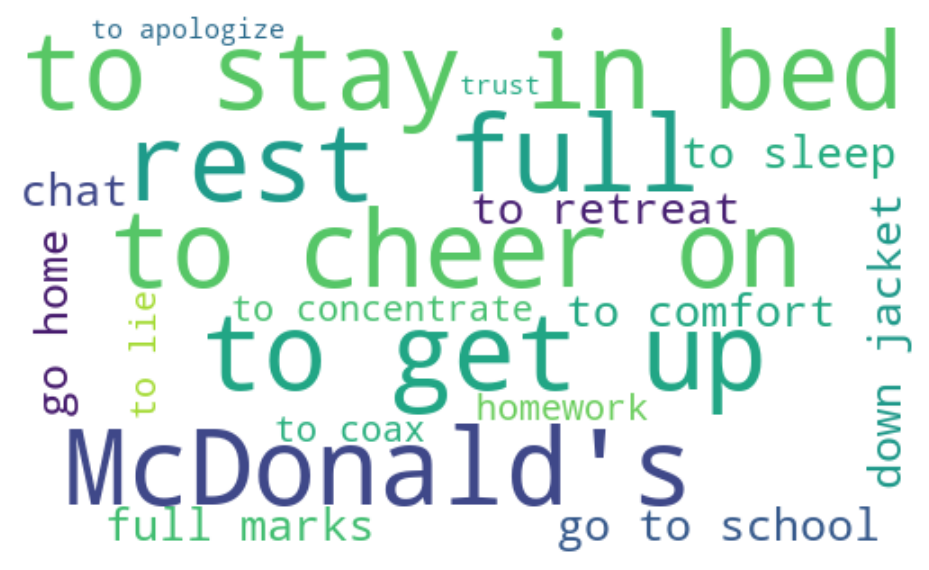 to apologize
to stay in bed
trust
rest full
to sleep
chat
to retreat
to cheer on
go home
down jacket
to lie
to concentrate
to comfort
to get up
homework
to coax
McDonald's
full marks
go to school